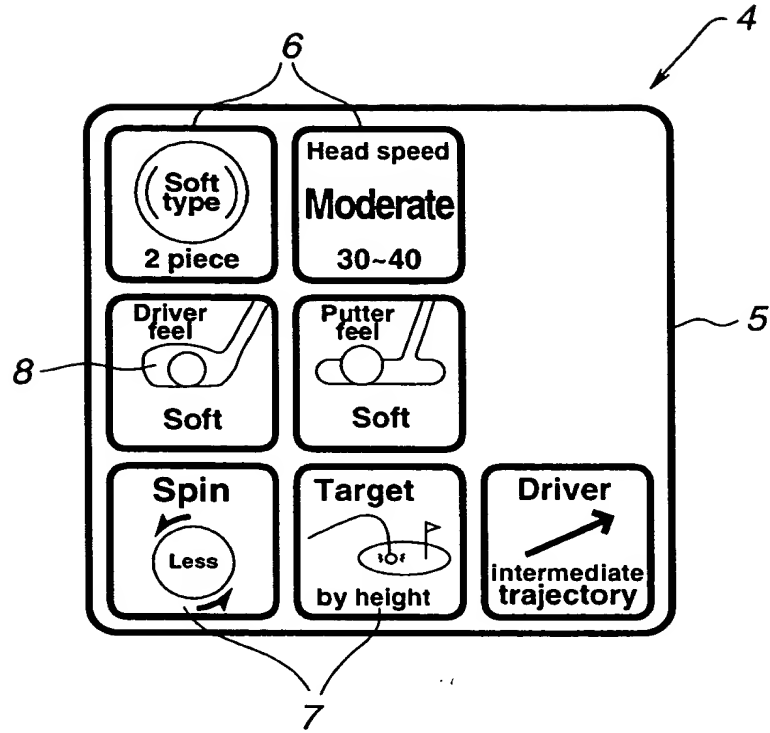 4
6
Soft
type
2 piece
Head speed
Moderate
30~40
5
Driver
feel
Soft
Putter
feel
Soft
8
Spin
Less
Target
by height
Driver
intermediate
trajectory
7